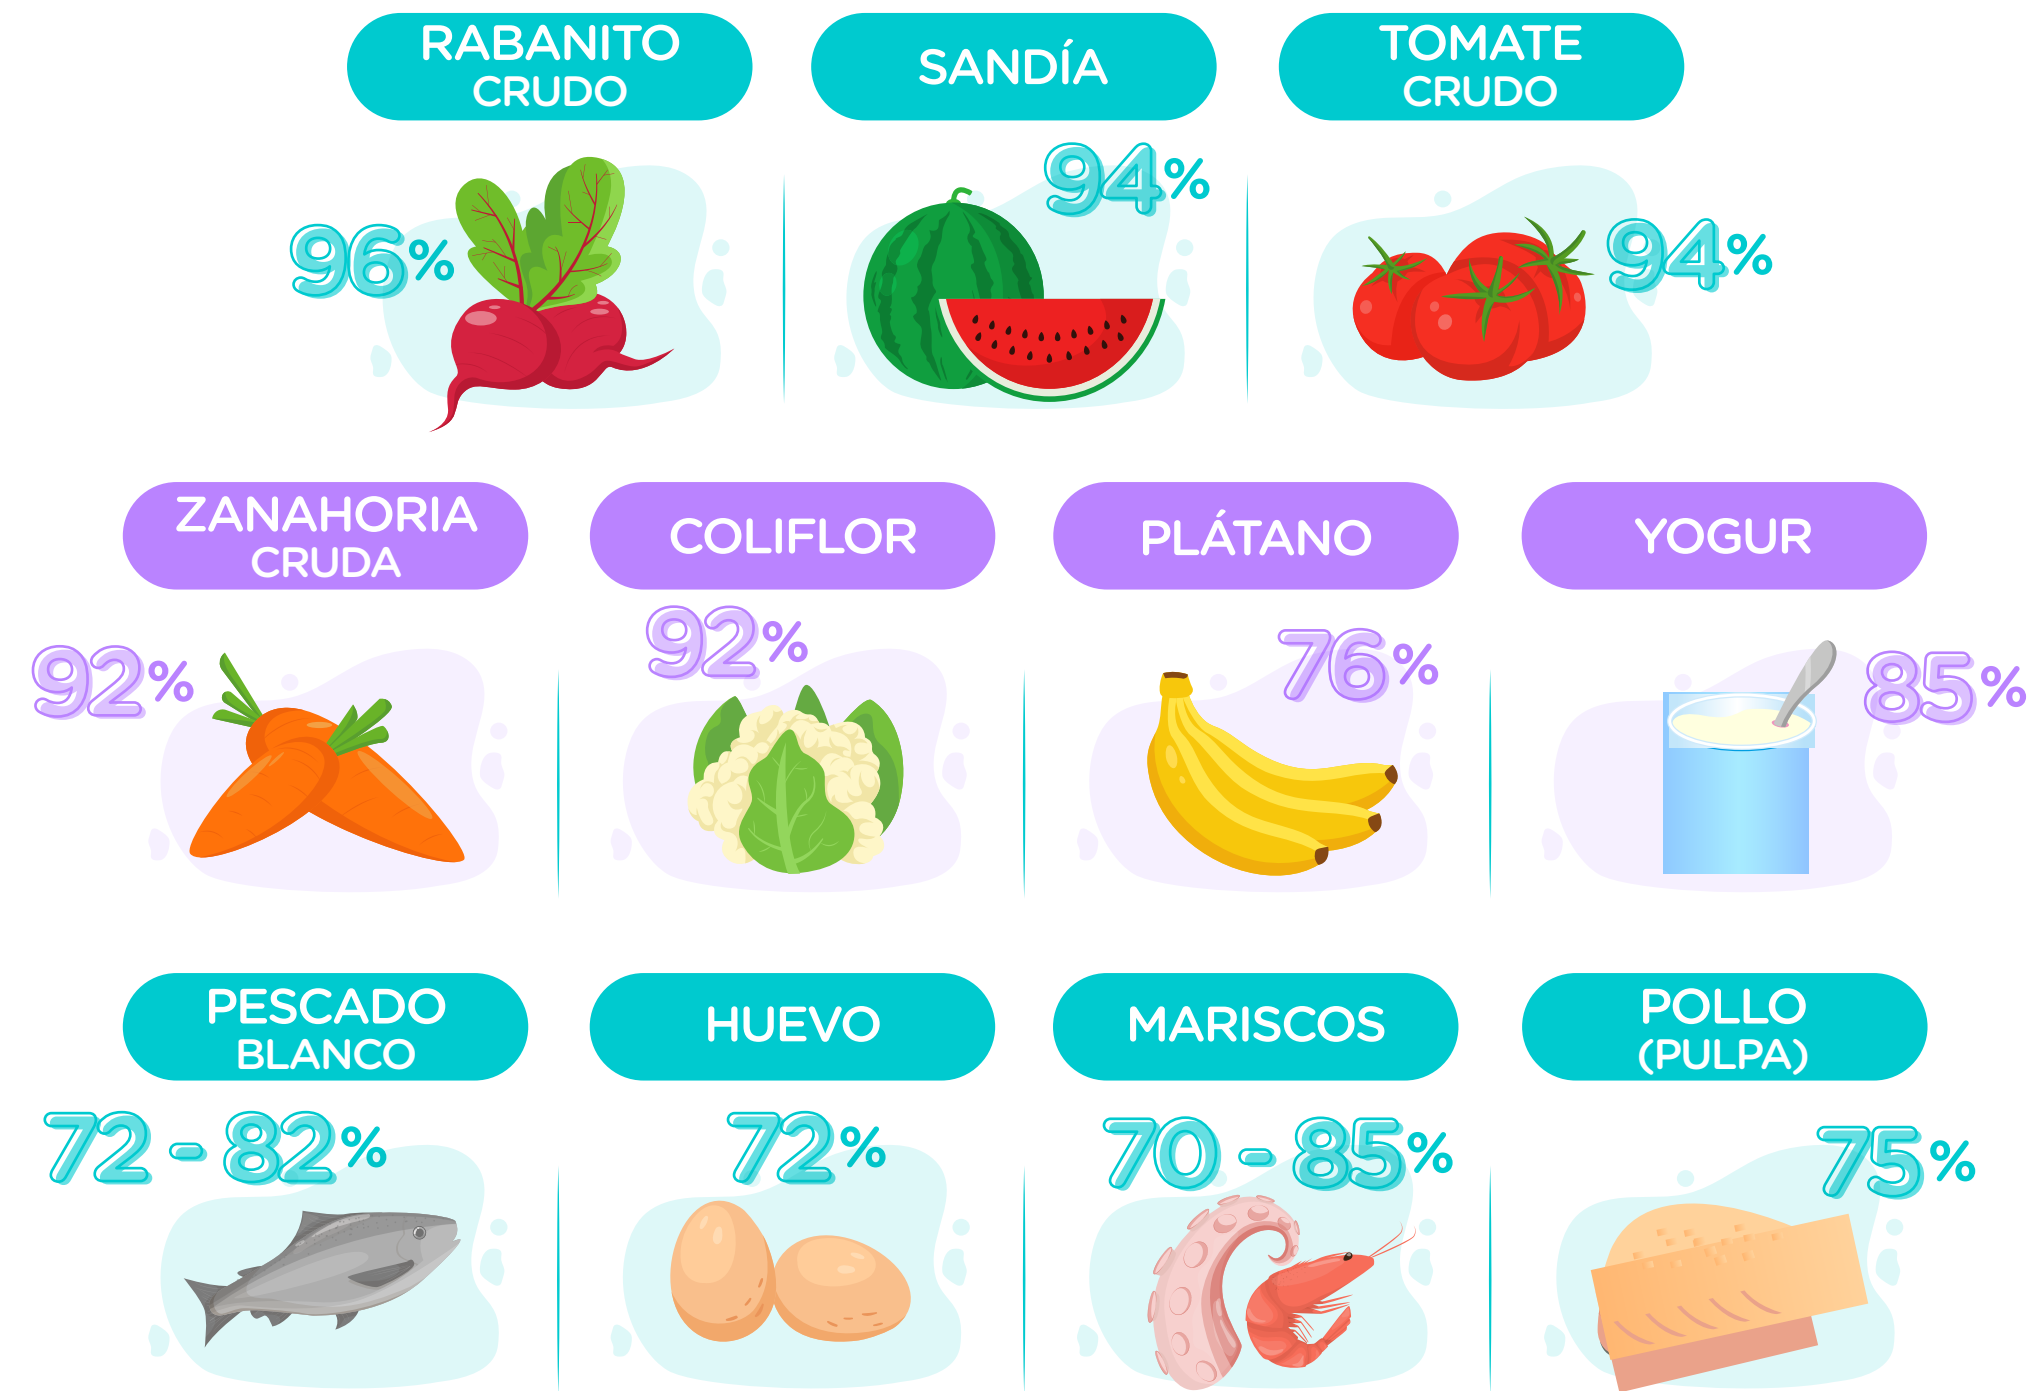 RABANITO
CRUDO
SANDÍA
TOMATE
CRUDO
96%
94%
94%
ZANAHORIA
CRUDA
COLIFLOR
PLÁTANO
YOGUR
92%
92%
76%
85%
PESCADO
BLANCO
HUEVO
MARISCOS
POLLO
(PULPA)
72 - 82%
72%
70 - 85%
75%